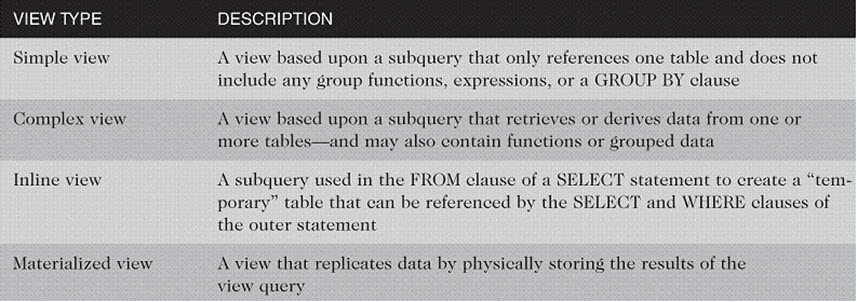 VIEW TYPE DESCRIPTION
Simple view A view based upon a subquery that only references one table and does not
include any group functions, expressions, or a GROUP BY clause
Complex view A view based upon a subquery that retrieves or derives data from one or
more tables—and may also contain functions or grouped data
Inline view A subquery used in the FROM clause of a SELECT statement to create a “tem-
porary” table that can be referenced by the SELECT and WHERE clauses of
the outer statement
Materialized view A view that replicates data by physically storing the results of the
view query